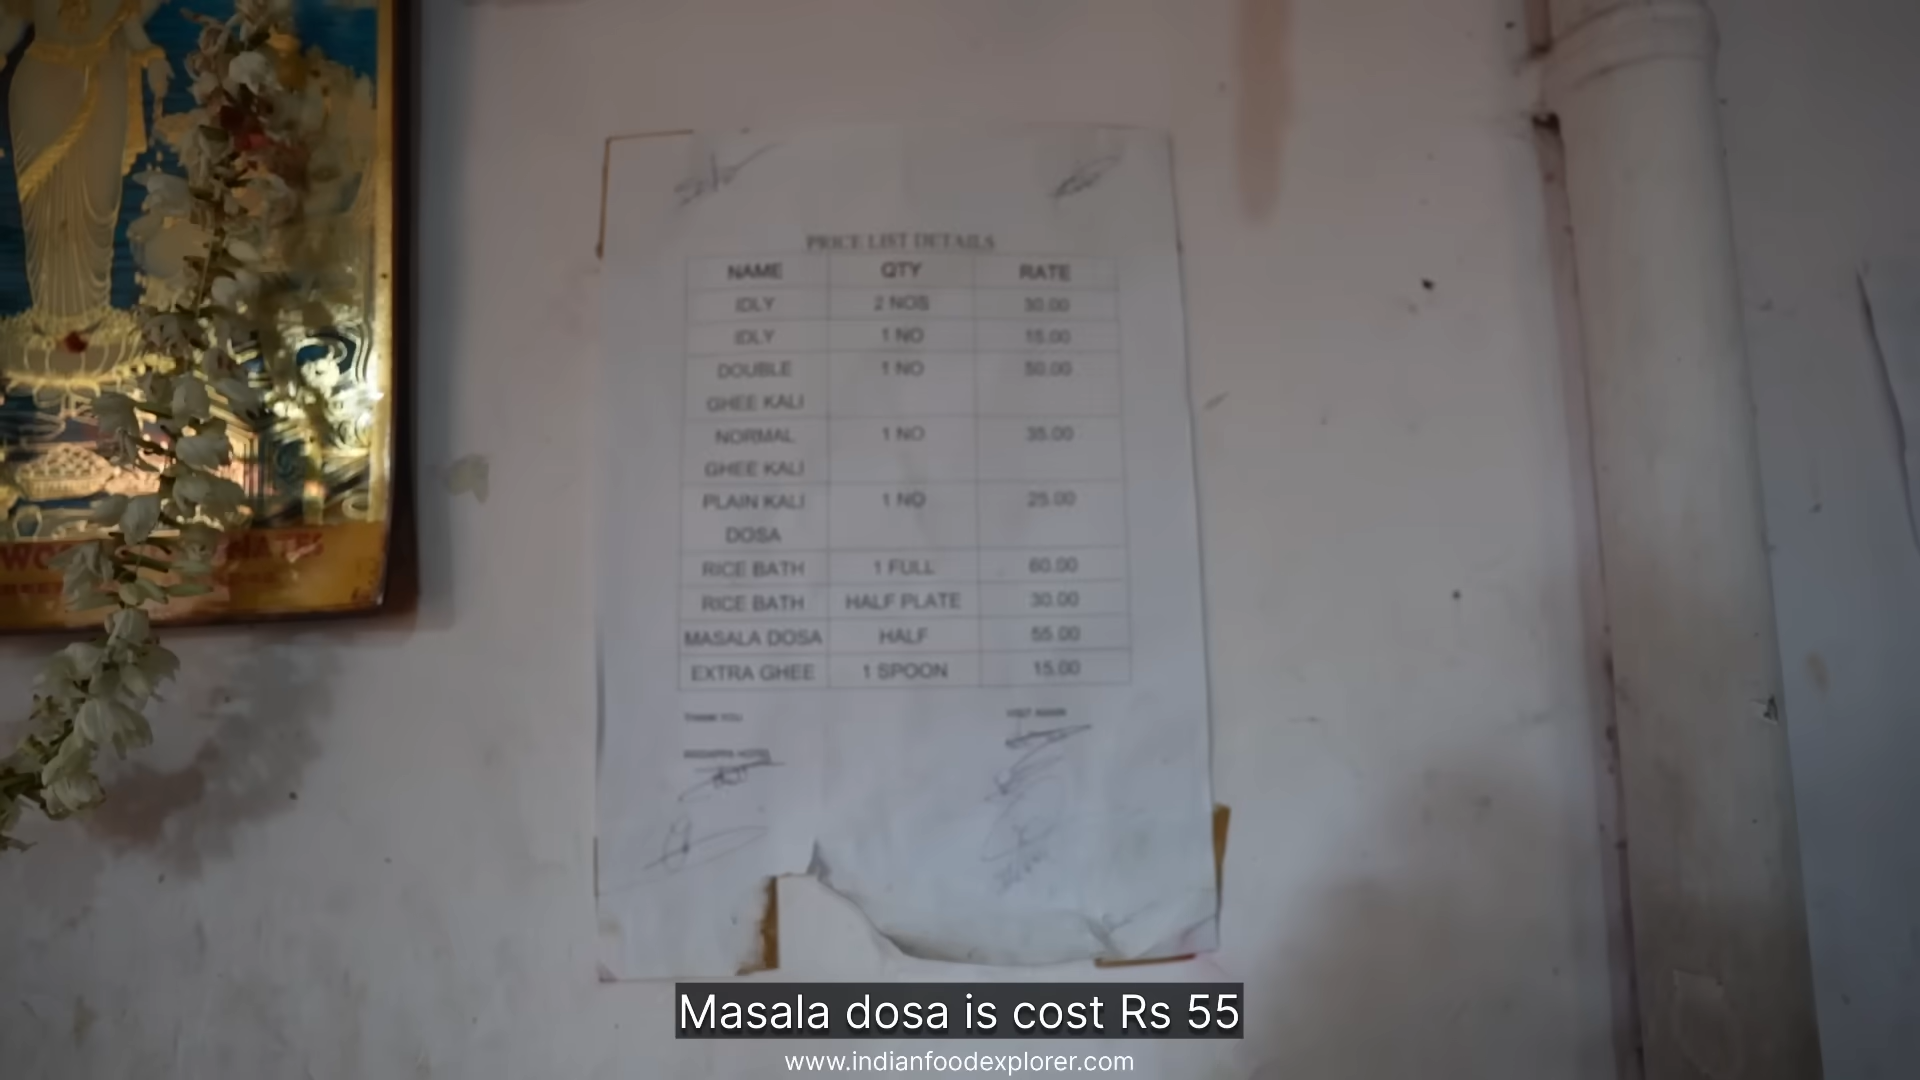 PRICE LIST DETAILS
NAME QTY RATE
IDLY 2 NOS 30.00
IDLY 1 NO 15.00
DOUBLE 1 NO 50.00
GHEE KALI
NORMAL 1 NO 35.00
GHEE KALI
PLAIN KALI 1 NO 25.00
DOSA
RICE BATH 1 FULL 60.00
RICE BATH HALF PLATE 30.00
MASALA DOSA HALF 55.00
EXTRA GHEE 1 SPOON 15.00
THANK YOU
Masala dosa is cost Rs 55
www.indianfoodexplorer.com